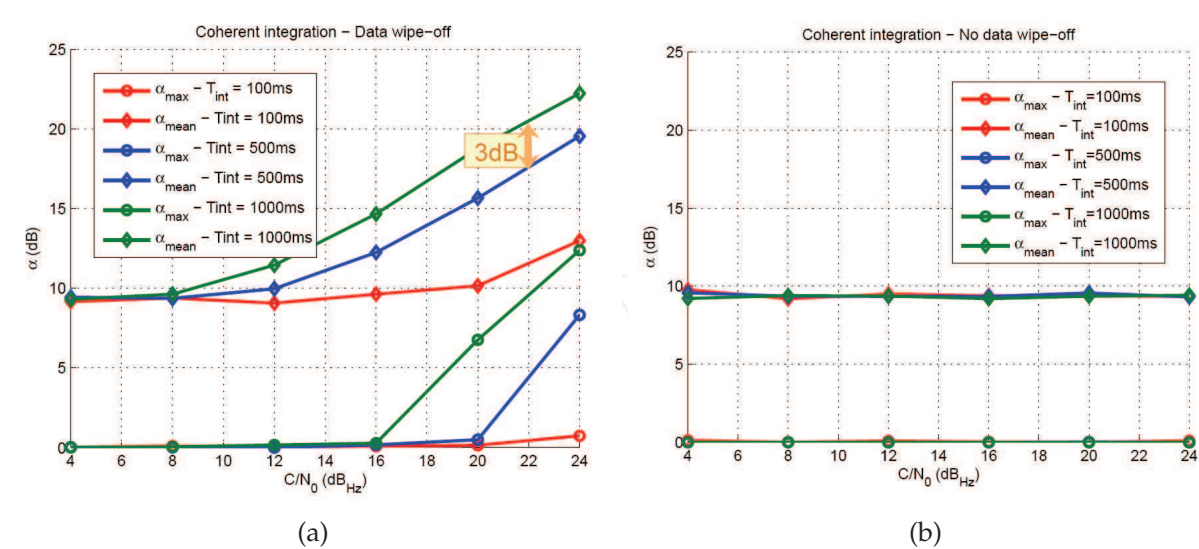 Coherent integration − Data wipe−off
25
20
15
10
5
0
α (dB)
α_max − T_int = 100ms
α_mean − Tint = 100ms
α_max − Tint = 500ms
α_mean − Tint = 500ms
α_max − Tint = 1000ms
α_mean − Tint = 1000ms
3dB
4 6 8 10 12 14 16 18 20 22 24
C/N_0 (dB_Hz)
(a)
Coherent integration − No data wipe−off
25
20
15
10
5
0
α (dB)
α_max − T_int=100ms
α_mean − T_int=100ms
α_max − T_int=500ms
α_mean − T_int=500ms
α_max − T_int=1000ms
α_mean − T_int=1000ms
4 6 8 10 12 14 16 18 20 22 24
C/N_0 (dB_Hz)
(b)